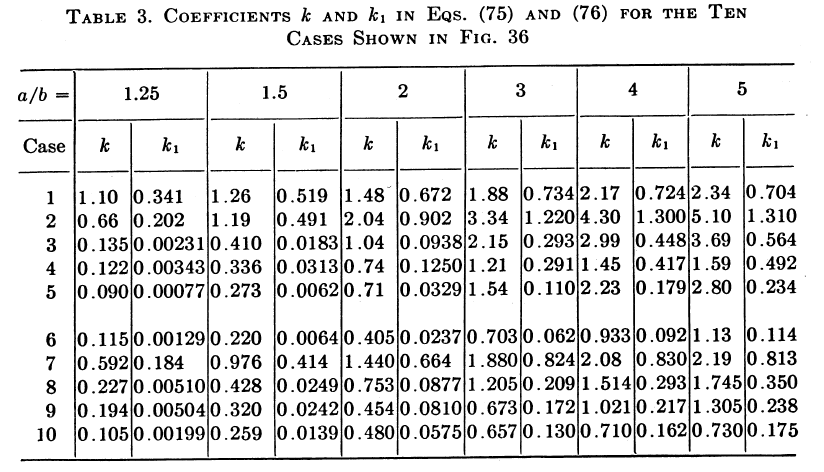 TABLE 3. COEFFICIENTS k AND k₁ IN EQS. (75) AND (76) FOR THE TEN
CASES SHOWN IN FIG. 36
a/b = 1.25 1.5 2 3 4 5
Case k k₁ k k₁ k k₁ k k₁ k k₁ k k₁
1 1.10 0.341 1.26 0.519 1.48 0.672 1.88 0.734 2.17 0.724 2.34 0.704
2 0.66 0.202 1.19 0.491 2.04 0.902 3.34 1.220 4.30 1.300 5.10 1.310
3 0.135 0.00231 0.410 0.0183 1.04 0.0938 2.15 0.293 2.99 0.448 3.69 0.564
4 0.122 0.00343 0.336 0.0313 0.74 0.1250 1.21 0.291 1.45 0.417 1.59 0.492
5 0.090 0.00077 0.273 0.0062 0.71 0.0329 1.54 0.110 2.23 0.179 2.80 0.234
6 0.115 0.00129 0.220 0.0064 0.405 0.0237 0.703 0.062 0.933 0.092 1.13 0.114
7 0.592 0.184 0.976 0.414 1.440 0.664 1.880 0.824 2.08 0.830 2.19 0.813
8 0.227 0.00510 0.428 0.0249 0.753 0.0877 1.205 0.209 1.514 0.293 1.745 0.350
9 0.194 0.00504 0.320 0.0242 0.454 0.0810 0.673 0.172 1.021 0.217 1.305 0.238
10 0.105 0.00199 0.259 0.0139 0.480 0.0575 0.657 0.130 0.710 0.162 0.730 0.175